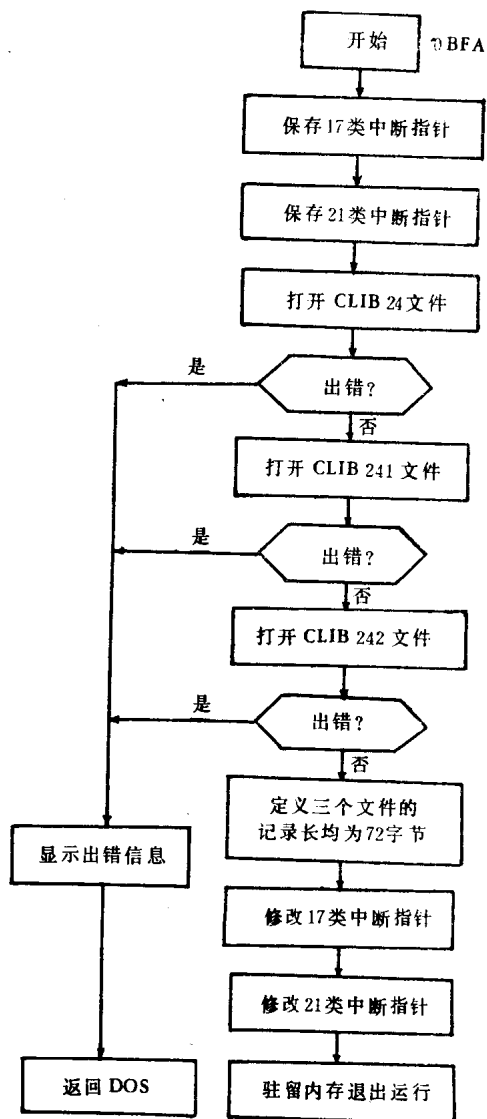 开始
0BFA
保存17类中断指针
保存21类中断指针
打开 CLIB 24文件
是
出错?
否
打开 CLIB 241 文件
是
出错?
否
打开 CLIB 242 文件
是
出错?
否
定义三个文件的
记录长均为72字节
显示出错信息
修改17类中断指针
修改21类中断指针
返回 DOS
驻留内存退出运行